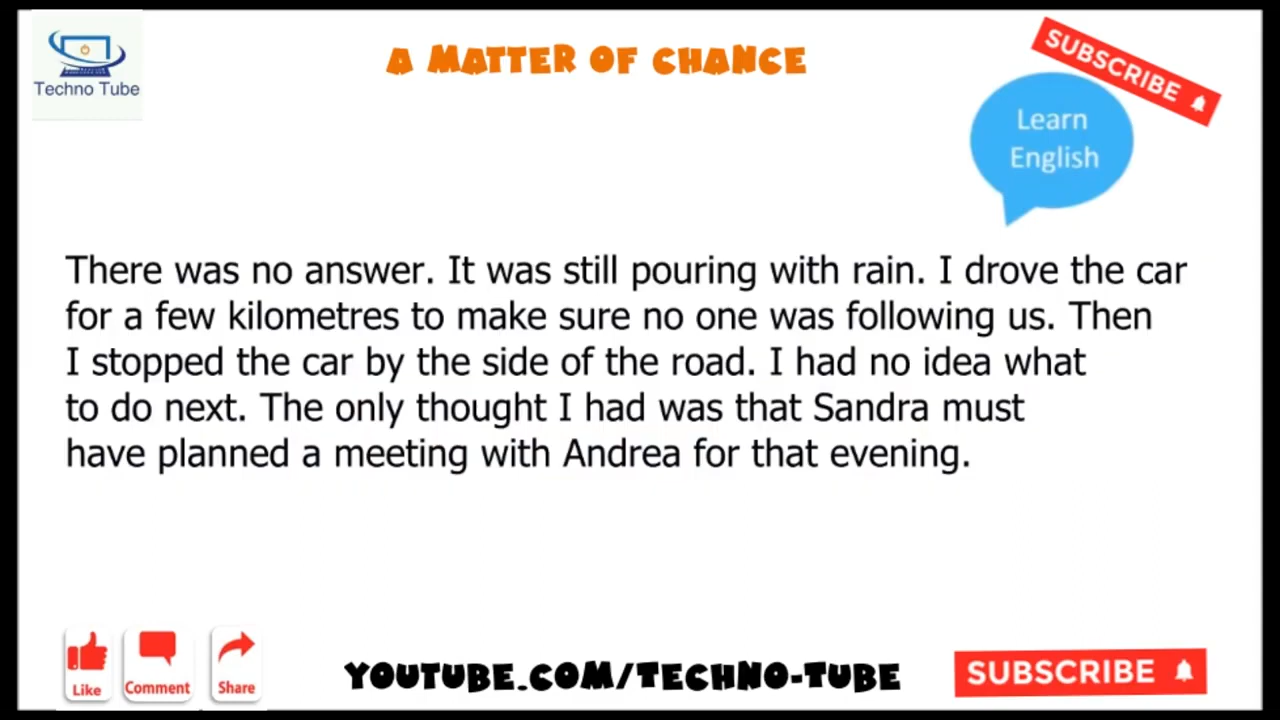 Techno Tube
A MATTER OF CHANCE
SUBSCRIBE
Learn
English
There was no answer. It was still pouring with rain. I drove the car
for a few kilometres to make sure no one was following us. Then
I stopped the car by the side of the road. I had no idea what
to do next. The only thought I had was that Sandra must
have planned a meeting with Andrea for that evening.
Like
Comment
Share
YOUTUBE.COM/TECHNO-TUBE
SUBSCRIBE